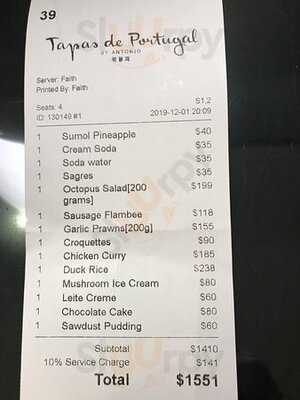 39
Tapas de Portugal
BY ANTONIO
Server: Faith
Printed By: Faith
S1.2
Seats: 4
2019-12-01 20:09
ID: 130149 #1
1 Sumol Pineapple $40
1 Cream Soda $35
1 Soda water $35
1 Sagres $35
1 Octopus Salad[200 grams] $199
1 Sausage Flambee $118
1 Garlic Prawns[200g] $155
1 Croquettes $90
1 Chicken Curry $185
1 Duck Rice $238
1 Mushroom Ice Cream $80
1 Leite Creme $60
1 Chocolate Cake $80
1 Sawdust Pudding $60
Subtotal $1410
10% Service Charge $141
Total $1551